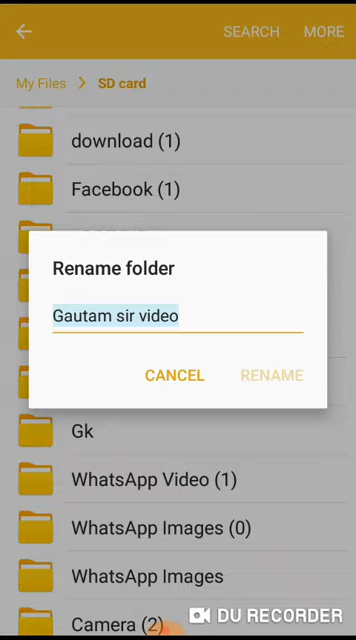 SEARCH MORE
My Files > SD card
download (1)
Facebook (1)
Rename folder
Gautam sir video
CANCEL RENAME
Gk
WhatsApp Video (1)
WhatsApp Images (0)
WhatsApp Images
Camera (2)
DU RECORDER